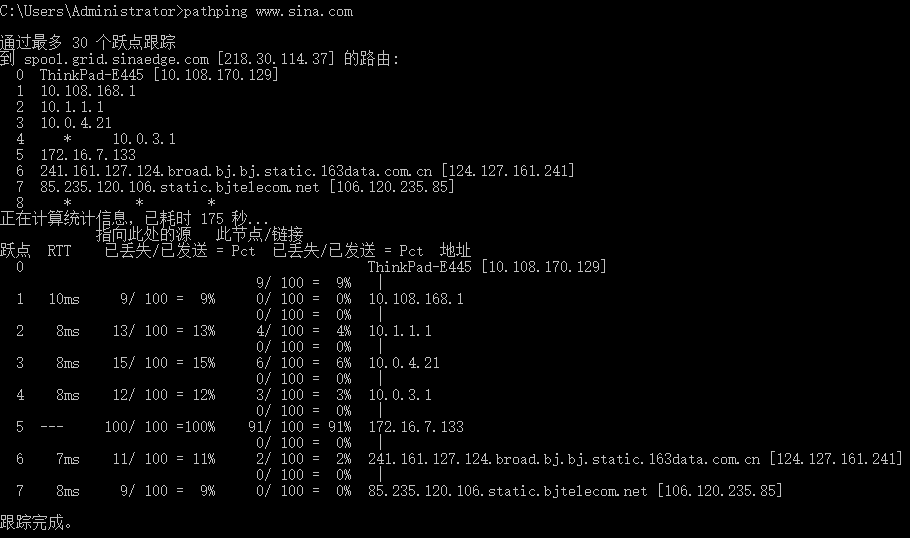 C:\Users\Administrator>pathping www.sina.com
通过最多 30 个跃点跟踪
到 spool.grid.sinaedge.com [218.30.114.37] 的路由:
  0  ThinkPad-E445 [10.108.170.129]
  1  10.108.168.1
  2  10.1.1.1
  3  10.0.4.21
  4     *     10.0.3.1
  5  172.16.7.133
  6  241.161.127.124.broad.bj.bj.static.163data.com.cn [124.127.161.241]
  7  85.235.120.106.static.bjtelecom.net [106.120.235.85]
  8     *        *        *
正在计算统计信息，已耗时 175 秒...
            指向此处的源   此节点/链接
跃点  RTT    已丢失/已发送 = Pct  已丢失/已发送 = Pct  地址
  0                                           ThinkPad-E445 [10.108.170.129]
                                9/ 100 =  9%   |
  1   10ms     9/ 100 =  9%     0/ 100 =  0%  10.108.168.1
                                0/ 100 =  0%   |
  2    8ms    13/ 100 = 13%     4/ 100 =  4%  10.1.1.1
                                0/ 100 =  0%   |
  3    8ms    15/ 100 = 15%     6/ 100 =  6%  10.0.4.21
                                0/ 100 =  0%   |
  4    8ms    12/ 100 = 12%     3/ 100 =  3%  10.0.3.1
                                0/ 100 =  0%   |
  5  ---     100/ 100 =100%    91/ 100 = 91%  172.16.7.133
                                0/ 100 =  0%   |
  6    7ms    11/ 100 = 11%     2/ 100 =  2%  241.161.127.124.broad.bj.bj.static.163data.com.cn [124.127.161.241]
                                0/ 100 =  0%   |
  7    8ms     9/ 100 =  9%     0/ 100 =  0%  85.235.120.106.static.bjtelecom.net [106.120.235.85]
跟踪完成。